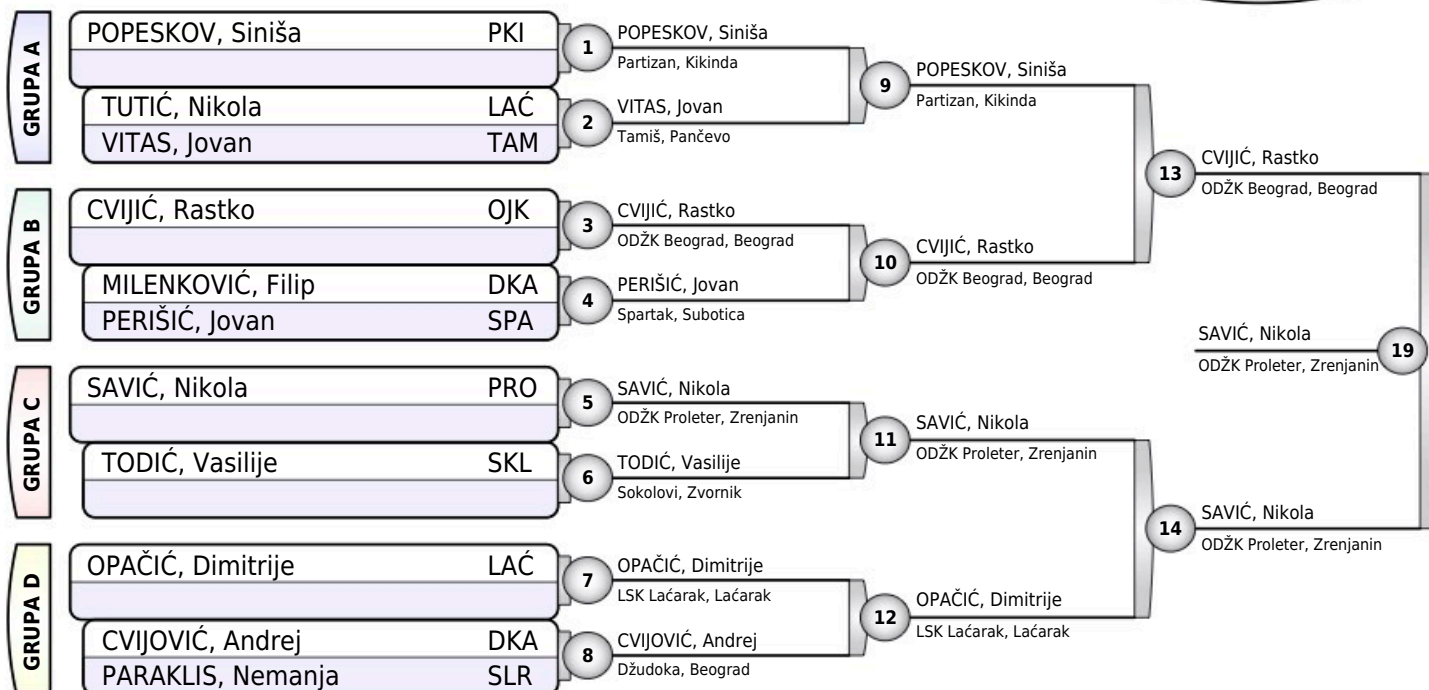 GRUPA A
POPESKOV, Siniša PKI
TUTIĆ, Nikola LAĆ
VITAS, Jovan TAM
1
POPESKOV, Siniša
Partizan, Kikinda
2
VITAS, Jovan
Tamiš, Pančevo
9
POPESKOV, Siniša
Partizan, Kikinda
GRUPA B
CVIJIĆ, Rastko OJK
MILENKOVIĆ, Filip DKA
PERIŠIĆ, Jovan SPA
3
CVIJIĆ, Rastko
ODŽK Beograd, Beograd
4
PERIŠIĆ, Jovan
Spartak, Subotica
10
CVIJIĆ, Rastko
ODŽK Beograd, Beograd
13
CVIJIĆ, Rastko
ODŽK Beograd, Beograd
GRUPA C
SAVIĆ, Nikola PRO
TODIĆ, Vasilije SKL
5
SAVIĆ, Nikola
ODŽK Proleter, Zrenjanin
6
TODIĆ, Vasilije
Sokolovi, Zvornik
11
SAVIĆ, Nikola
ODŽK Proleter, Zrenjanin
GRUPA D
OPAČIĆ, Dimitrije LAĆ
CVIJOVIĆ, Andrej DKA
PARAKLIS, Nemanja SLR
7
OPAČIĆ, Dimitrije
LSK Laćarak, Laćarak
8
CVIJOVIĆ, Andrej
Džudoka, Beograd
12
OPAČIĆ, Dimitrije
LSK Laćarak, Laćarak
14
SAVIĆ, Nikola
ODŽK Proleter, Zrenjanin
SAVIĆ, Nikola
ODŽK Proleter, Zrenjanin
19